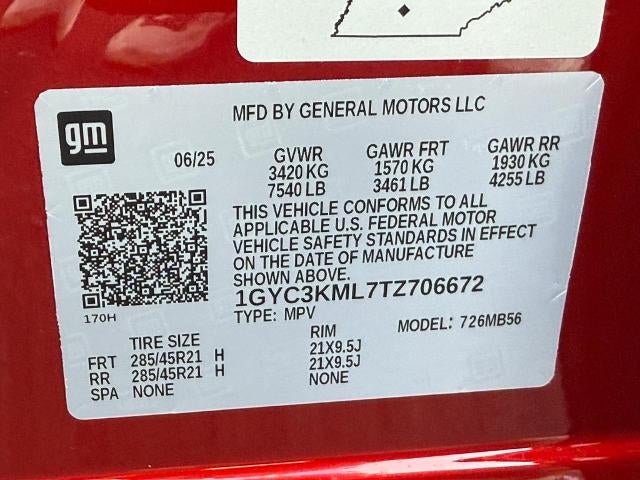 gm
MFD BY GENERAL MOTORS LLC
06/25
GVWR
3420 KG
7540 LB
GAWR FRT
1570 KG
3461 LB
GAWR RR
1930 KG
4255 LB
THIS VEHICLE CONFORMS TO ALL
APPLICABLE U.S. FEDERAL MOTOR
VEHICLE SAFETY STANDARDS IN EFFECT
ON THE DATE OF MANUFACTURE
SHOWN ABOVE.
1GYC3KML7TZ706672
170H
TYPE: MPV
MODEL: 726MB56
TIRE SIZE RIM
FRT 285/45R21 H 21X9.5J
RR 285/45R21 H 21X9.5J
SPA NONE NONE